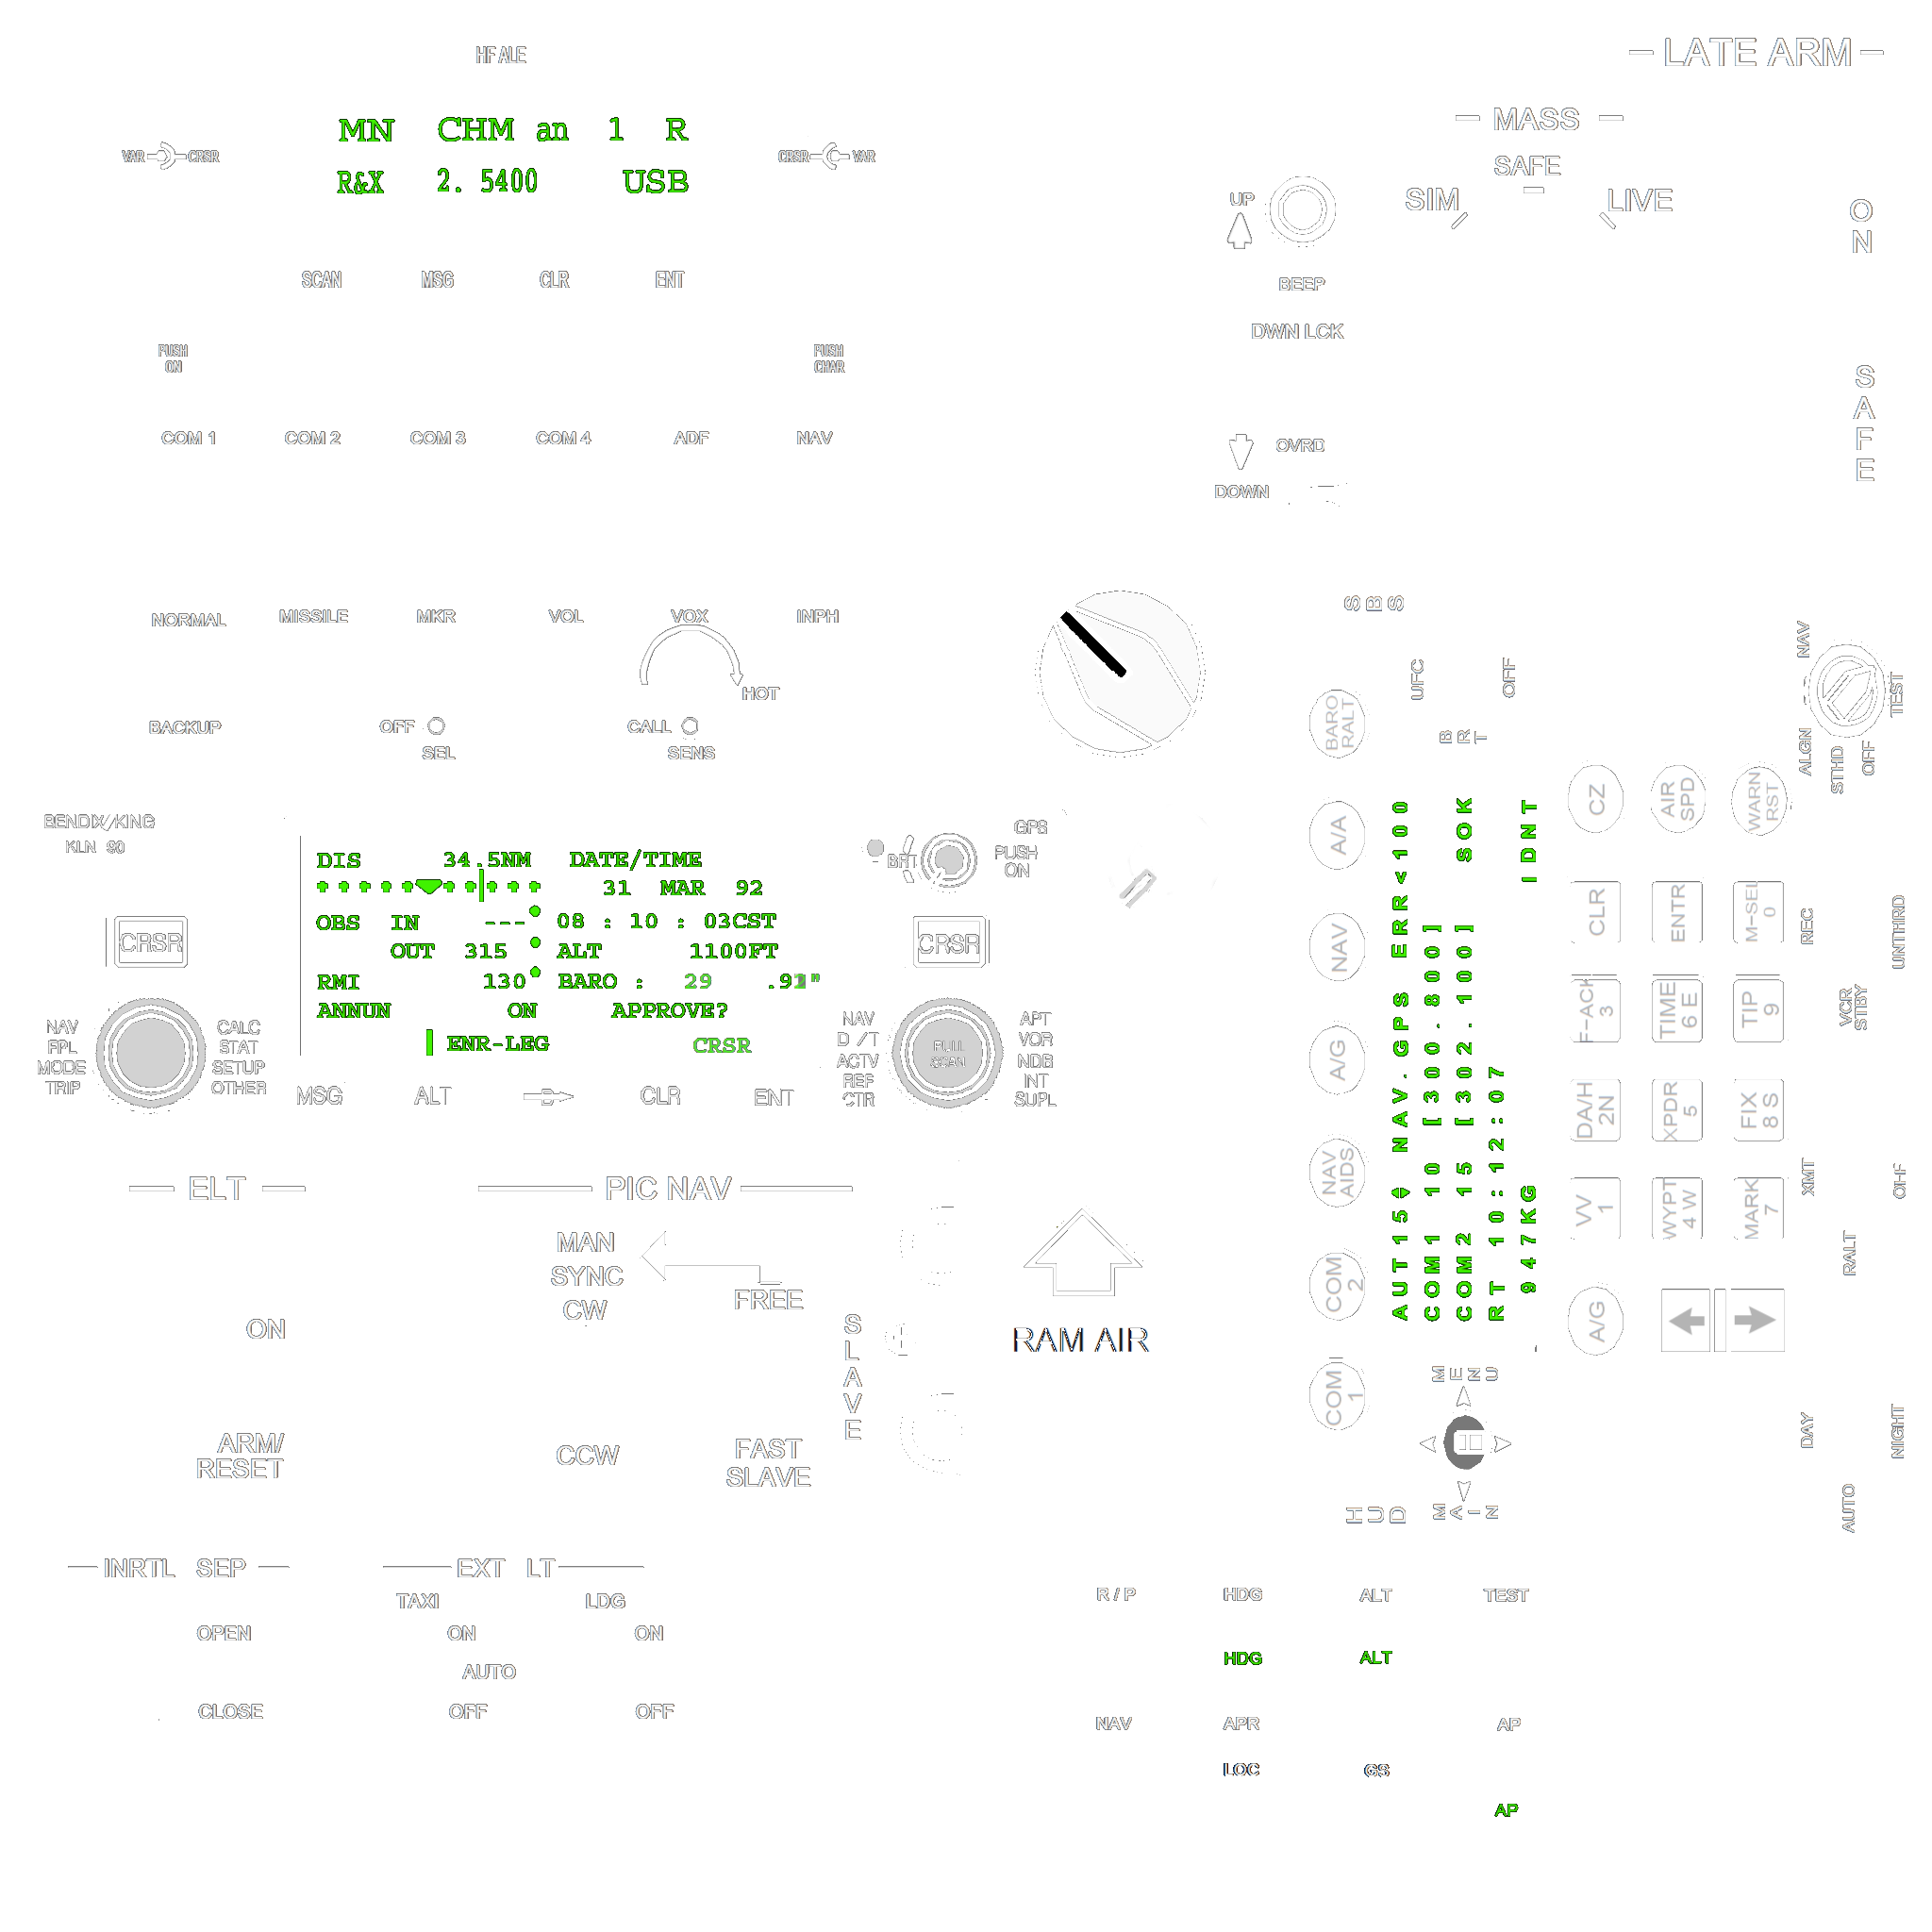 HF ALE
MN CHM an 1 R
R&X 2. 5400 USB
VAR CRSR
CRSR VAR
SCAN MSG CLR ENT
PUSH ON
PUSH CHAR
COM 1 COM 2 COM 3 COM 4 ADF NAV
NORMAL MISSILE MKR VOL VOX INPH
HOT
BACKUP OFF CALL
SEL SENS
LATE ARM
MASS
SAFE
SIM LIVE
ON
SAFE
UP
BEEP
DWN LCK
OVRD
DOWN
BENDIX/KING
KLN 90
DIS 34.5NM DATE/TIME
31 MAR 92
OBS IN --- 08 : 10 : 03CST
OUT 315 ALT 1100FT
RMI 130 BARO : 29
ANNUN ON APPROVE?
ENR-LEG CRSR
BRT
GPS
PUSH ON
CRSR
CRSR
NAV CALC
FPL STAT
MODE SETUP
TRIP OTHER
NAV APT
D /T VOR
ACTV NDB
REF INT
CTR SUPL
PULL SCAN
MSG ALT D CLR ENT
ELT
ON
ARM/
RESET
PIC NAV
MAN
SYNC
CW
FREE
CCW
FAST
SLAVE
SLAVE
RAM AIR
INRTL SEP
OPEN
CLOSE
EXT LT
TAXI LDG
ON ON
AUTO
OFF OFF
SBS
UFC
OFF
BRT
BARO RALT
A/A
NAV
A/G
NAV AIDS
COM 2
COM 1
AUT15 NAV.GPS ERR<100
COM1 10 [300.800]
COM2 15 [302.100] SOK
RT 10:12:07
947KG IDNT
CZ
AIR SPD
WARN RST
CLR
ENTR
M-SEL 0
F-ACK 3
TIME 6 E
TIP 9
DA/H 2N
XPDR 5
FIX 8 S
VV 1
WYPT 4 W
MARK 7
A/G
MENU
HUD
MAIN
NAV
TEST
ALGN
STHD
OFF
REC
UNTHRD
VCR STBY
XMT
OFF
RALT
DAY
NIGHT
AUTO
R / P HDG ALT TEST
HDG ALT
NAV APR AP
LOC GS
AP